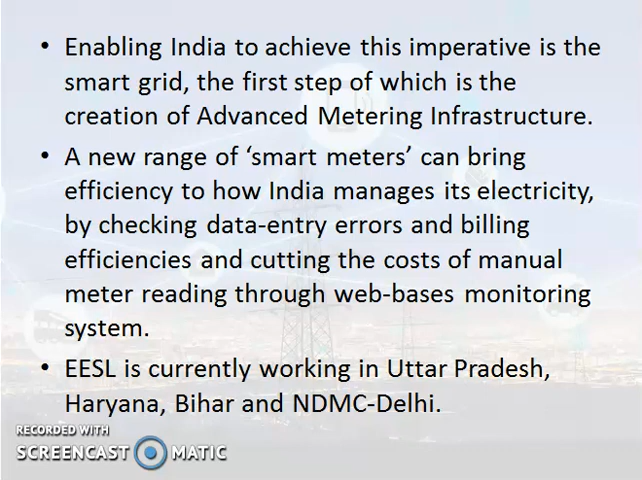 • Enabling India to achieve this imperative is the
smart grid, the first step of which is the
creation of Advanced Metering Infrastructure.
• A new range of ‘smart meters’ can bring
efficiency to how India manages its electricity,
by checking data-entry errors and billing
efficiencies and cutting the costs of manual
meter reading through web-bases monitoring
system.
• EESL is currently working in Uttar Pradesh,
Haryana, Bihar and NDMC-Delhi.
RECORDED WITH
SCREENCAST MATIC